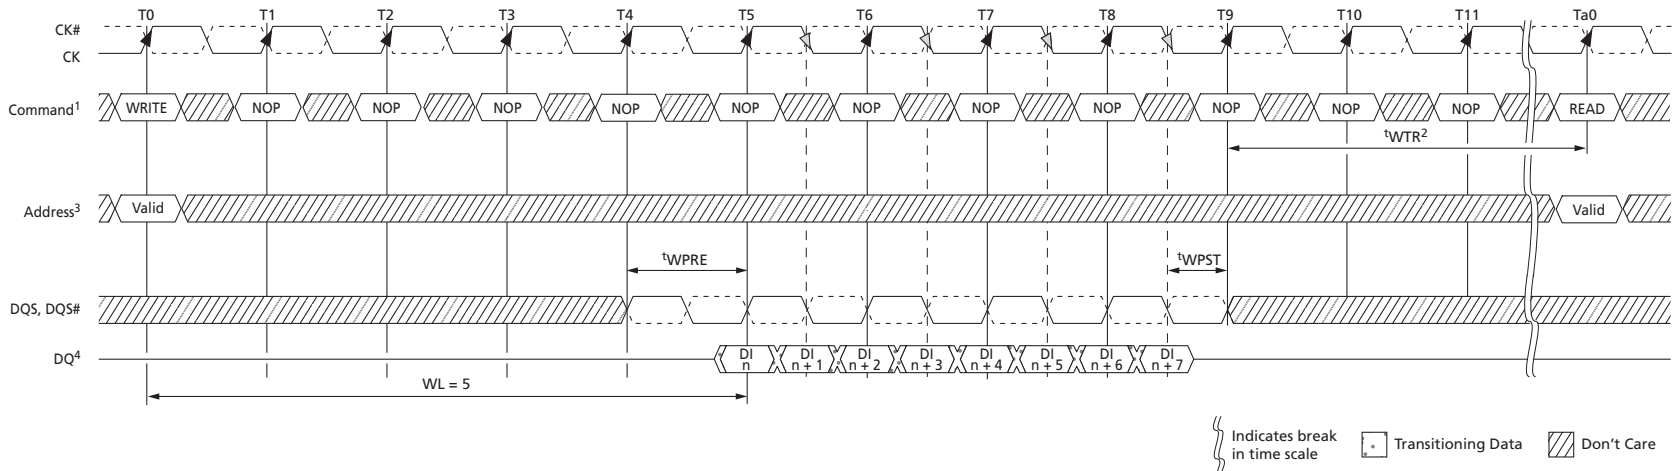 T0 T1 T2 T3 T4 T5 T6 T7 T8 T9 T10 T11 Ta0
CK#
CK
Command1 WRITE NOP NOP NOP NOP NOP NOP NOP NOP NOP NOP NOP READ
tWTR2
Address3 Valid Valid
tWPRE tWPST
DQS, DQS#
DQ4 DI n DI n + 1 DI n + 2 DI n + 3 DI n + 4 DI n + 5 DI n + 6 DI n + 7
WL = 5
Indicates break
in time scale
Transitioning Data
Don't Care